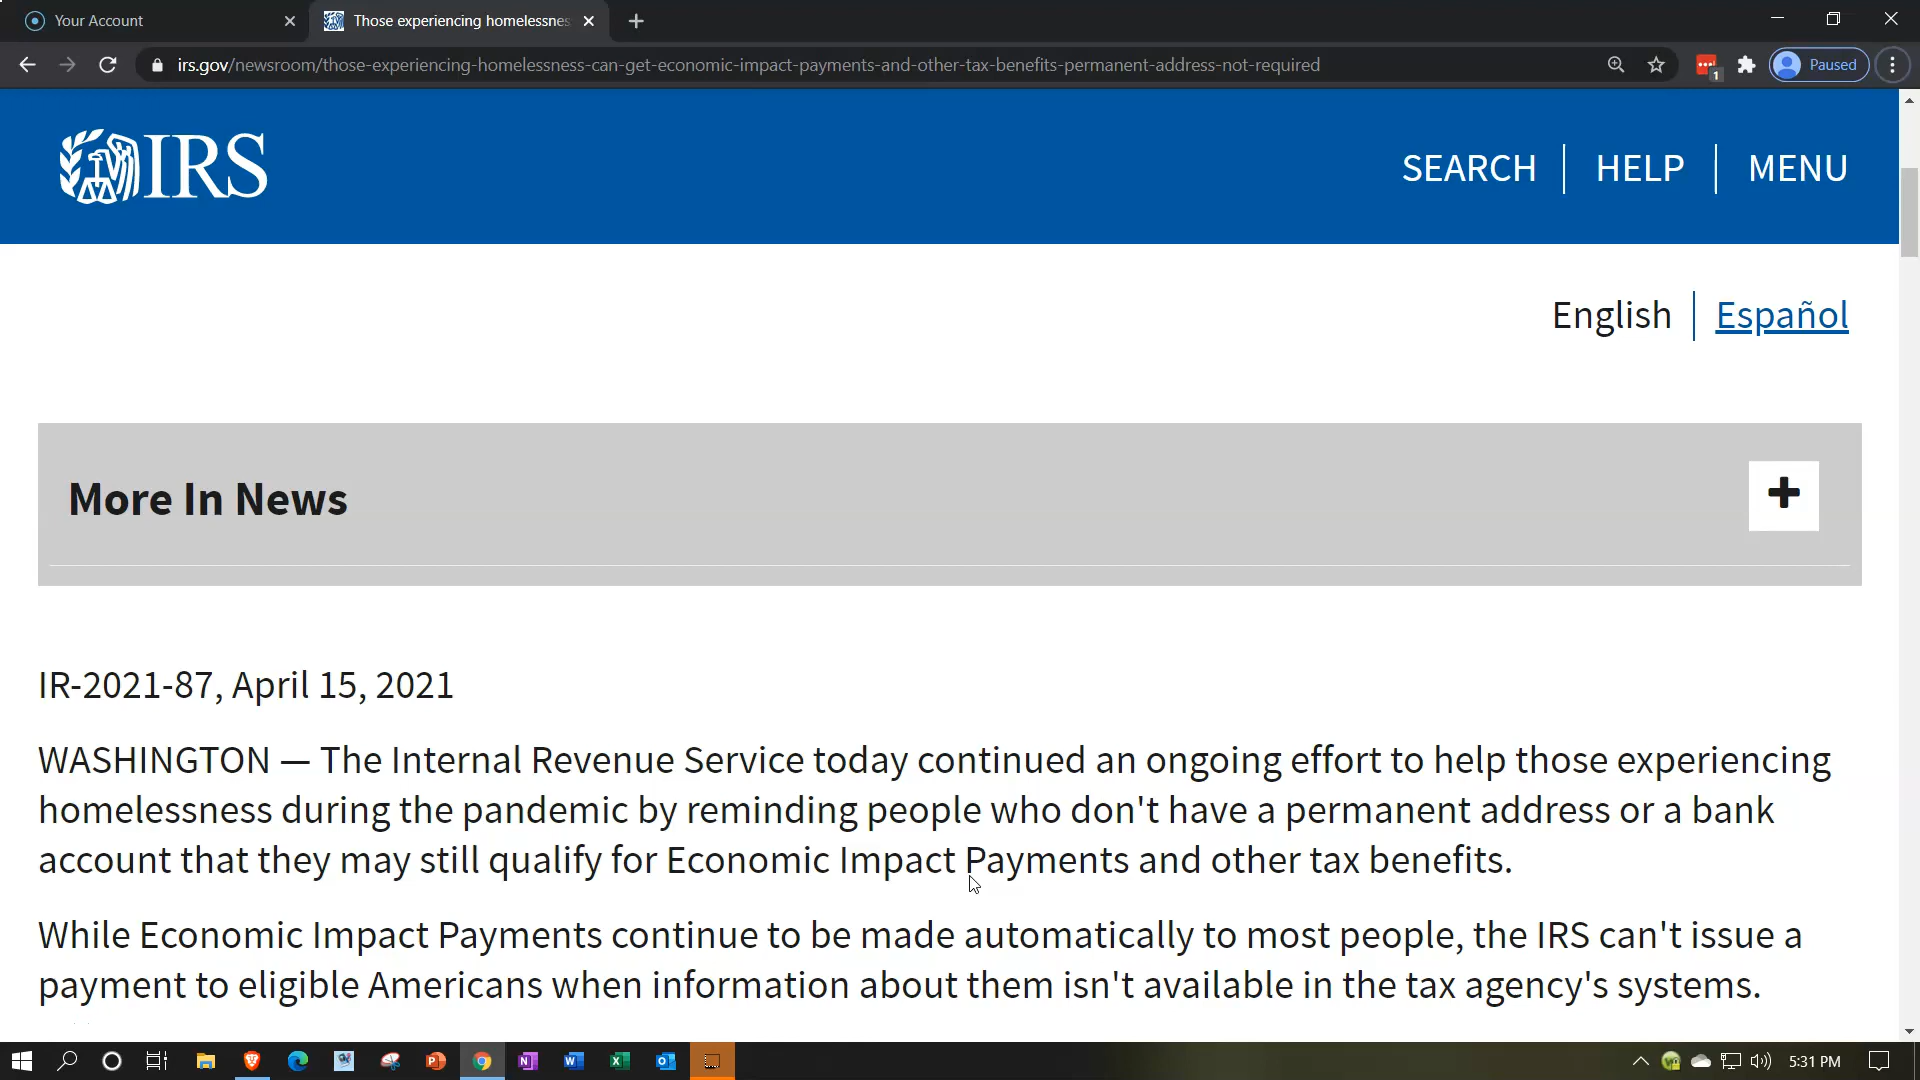 Your Account
Those experiencing homelessnes
irs.gov/newsroom/those-experiencing-homelessness-can-get-economic-impact-payments-and-other-tax-benefits-permanent-address-not-required
1
Paused
IRS
SEARCH
HELP
MENU
English
Español
More In News
IR-2021-87, April 15, 2021
WASHINGTON — The Internal Revenue Service today continued an ongoing effort to help those experiencing
homelessness during the pandemic by reminding people who don't have a permanent address or a bank
account that they may still qualify for Economic Impact Payments and other tax benefits.
While Economic Impact Payments continue to be made automatically to most people, the IRS can't issue a
payment to eligible Americans when information about them isn't available in the tax agency's systems.
5:31 PM